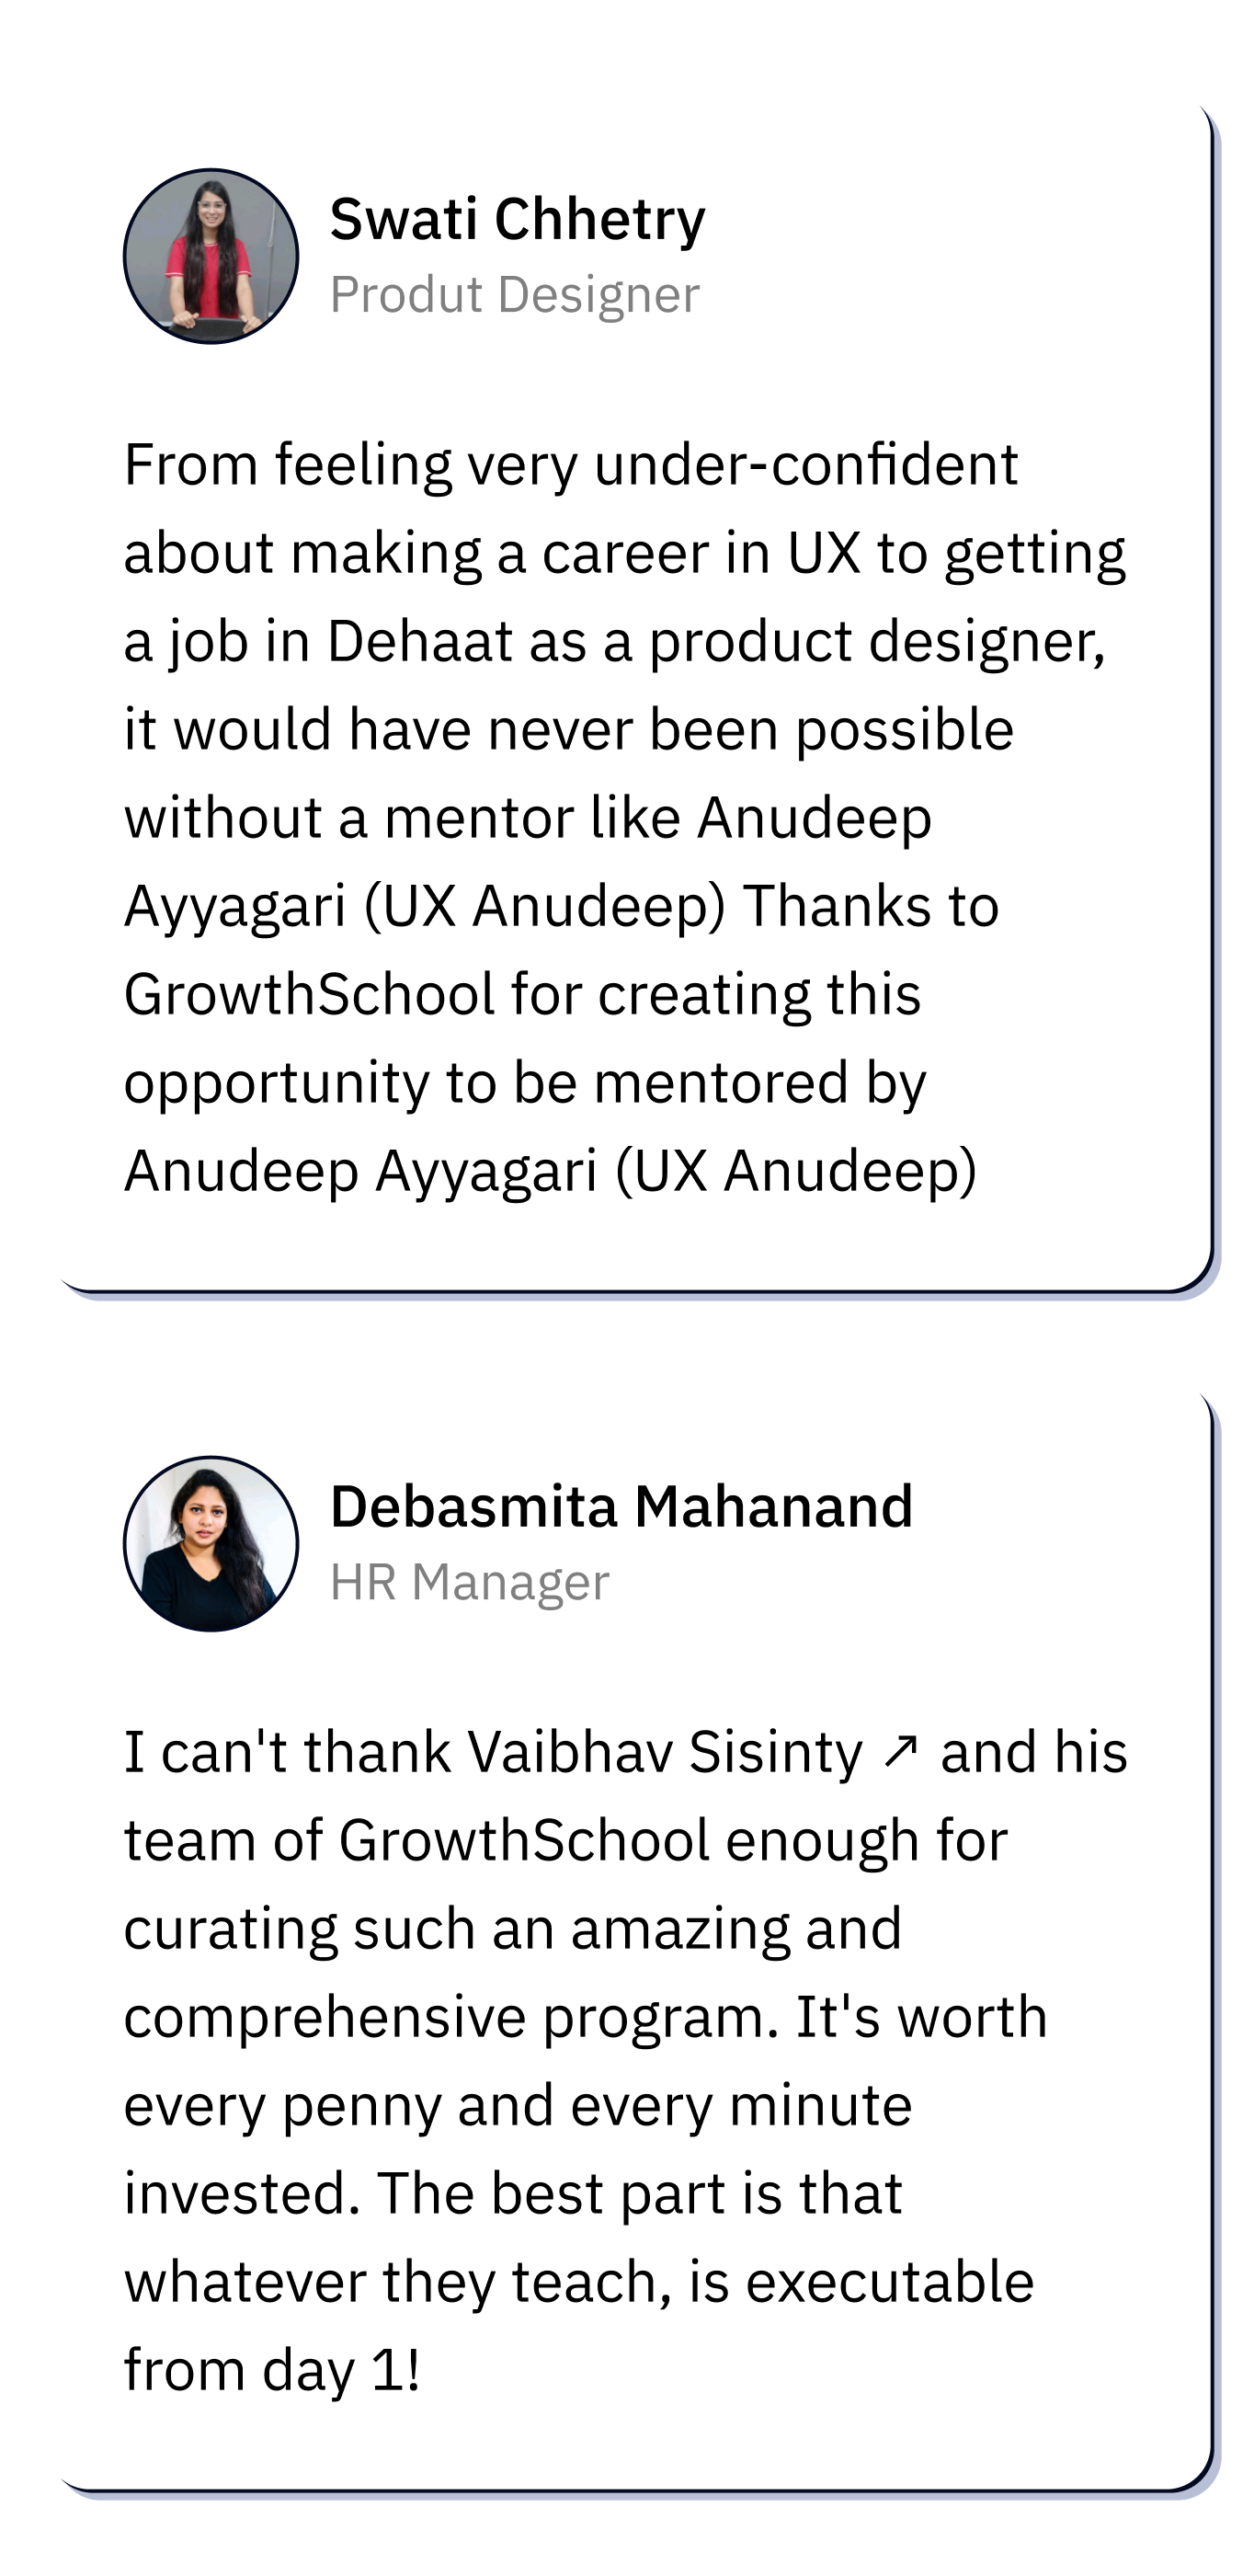 Swati Chhetry
Produt Designer
From feeling very under-confident
about making a career in UX to getting
a job in Dehaat as a product designer,
it would have never been possible
without a mentor like Anudeep
Ayyagari (UX Anudeep) Thanks to
GrowthSchool for creating this
opportunity to be mentored by
Anudeep Ayyagari (UX Anudeep)
Debasmita Mahanand
HR Manager
I can't thank Vaibhav Sisinty ↗ and his
team of GrowthSchool enough for
curating such an amazing and
comprehensive program. It's worth
every penny and every minute
invested. The best part is that
whatever they teach, is executable
from day 1!